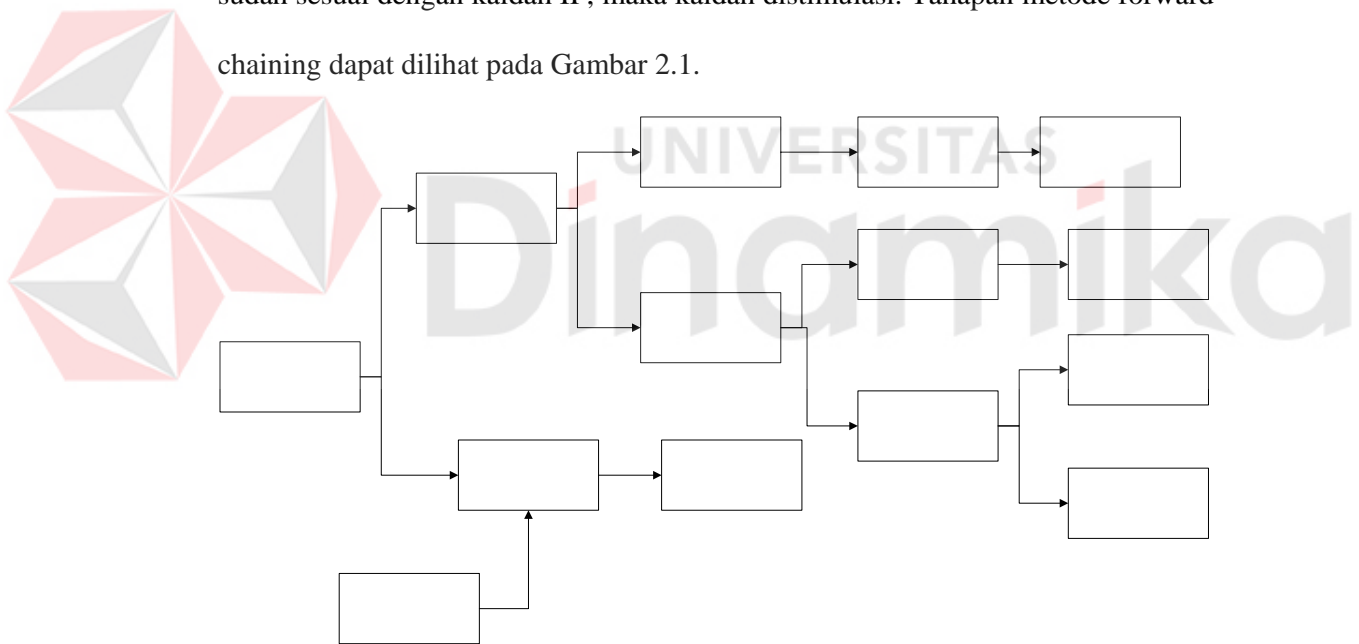 sudah sesuai dengan kaidah IF, maka kaidah distimulasi. Tahapan metode forward
chaining dapat dilihat pada Gambar 2.1.
UNIVERSITAS
Dinamika